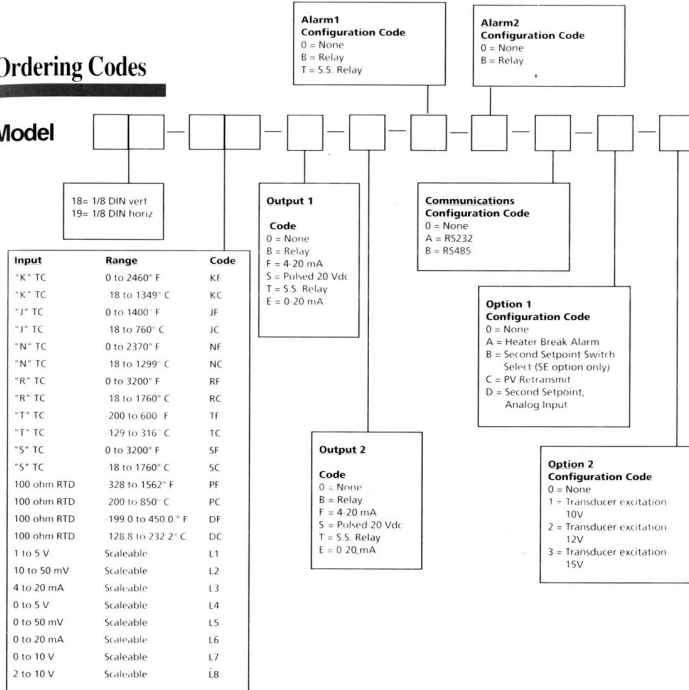 Alarm1
Configuration Code
0 = None
B = Relay
T = S.S. Relay
Alarm2
Configuration Code
0 = None
B = Relay
Ordering Codes
Model
18= 1/8 DIN vert
19= 1/8 DIN horiz
Output 1
Code
0 = None
B = Relay
F = 4-20 mA
S = Pulsed 20 Vdc
T = S.S. Relay
E = 0-20 mA
Communications
Configuration Code
0 = None
A = RS232
B = RS485
Input Range Code
"K" TC 0 to 2460° F KF
"K" TC -18 to 1349° C KC
"J" TC 0 to 1400° F JF
"J" TC -18 to 760° C JC
"N" TC 0 to 2370° F NF
"N" TC -18 to 1299° C NC
"R" TC 0 to 3200° F RF
"R" TC -18 to 1760° C RC
"T" TC -200 to 600 F TF
"T" TC -129 to 316° C TC
"S" TC 0 to 3200° F SF
"S" TC -18 to 1760° C SC
100 ohm RTD -328 to 1562° F PF
100 ohm RTD 200 to 850° C PC
100 ohm RTD -199.0 to 450.0 ° F DF
100 ohm RTD 128.8 to 232.2° C DC
1 to 5 V Scaleable L1
10 to 50 mV Scaleable L2
4 to 20 mA Scaleable L3
0 to 5 V Scaleable L4
0 to 50 mV Scaleable L5
0 to 20 mA Scaleable L6
0 to 10 V Scaleable L7
2 to 10 V Scaleable L8
Option 1
Configuration Code
0 = None
A = Heater Break Alarm
B = Second Setpoint Switch
Select (SE option only)
C = PV Retransmit
D = Second Setpoint,
Analog Input
Output 2
Code
0 = None
B = Relay
F = 4-20 mA
S = Pulsed 20 Vdc
T = S.S. Relay
E = 0 20 mA
Option 2
Configuration Code
0 = None
1 = Transducer excitation
10V
2 = Transducer excitation
12V
3 = Transducer excitation
15V